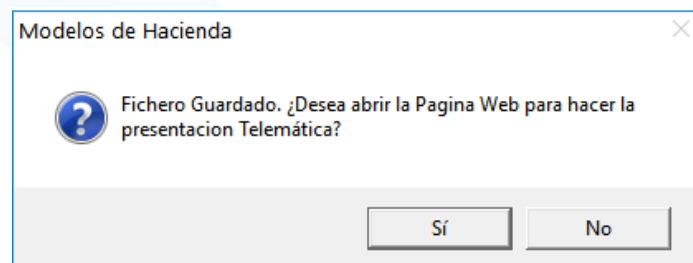 Modelos de Hacienda
Fichero Guardado. ¿Desea abrir la Pagina Web para hacer la
presentacion Telemática?
Sí
No